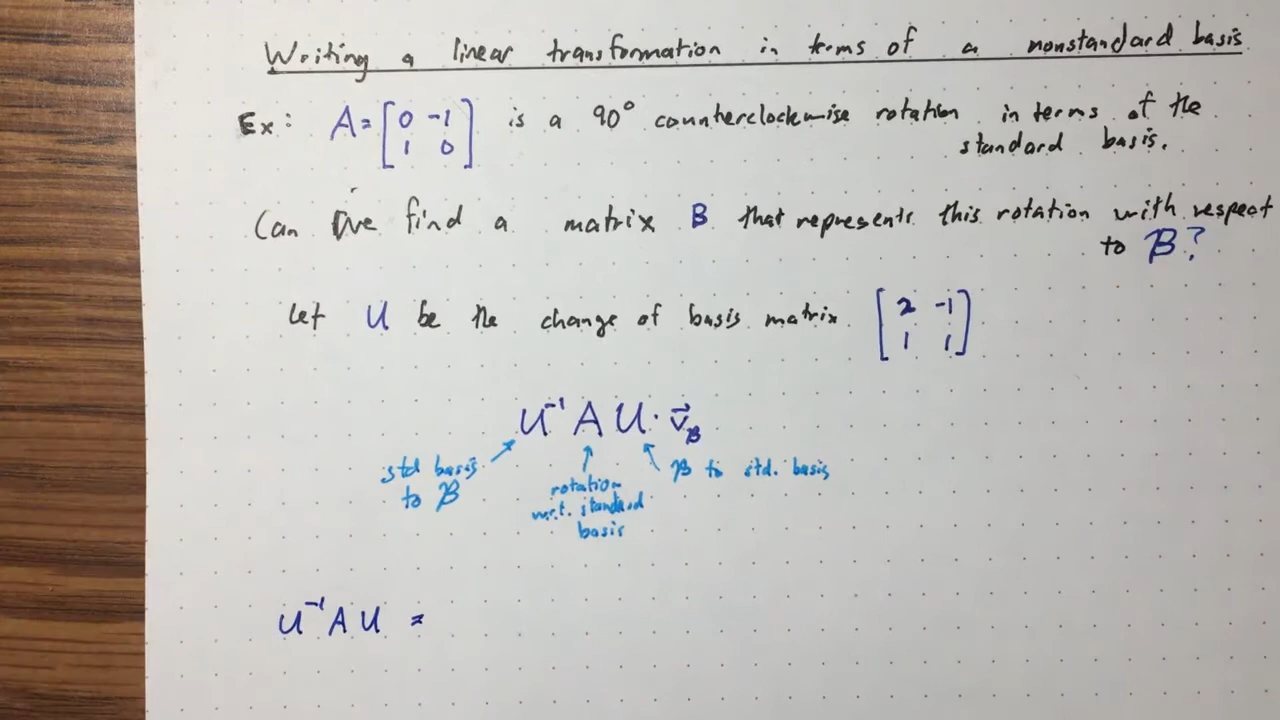 Writing a linear transformation in terms of a nonstandard basis
Ex: A = [0 -1
1 0] is a 90° counterclockwise rotation in terms of the
standard basis.
Can we find a matrix B that represents this rotation with respect
to ℬ?
Let U be the change of basis matrix [2 -1
1 1]
U⁻¹ A U · v⃗_ℬ
std basis
to ℬ
rotation
w.r.t. standard
basis
ℬ to std. basis
U⁻¹ A U =